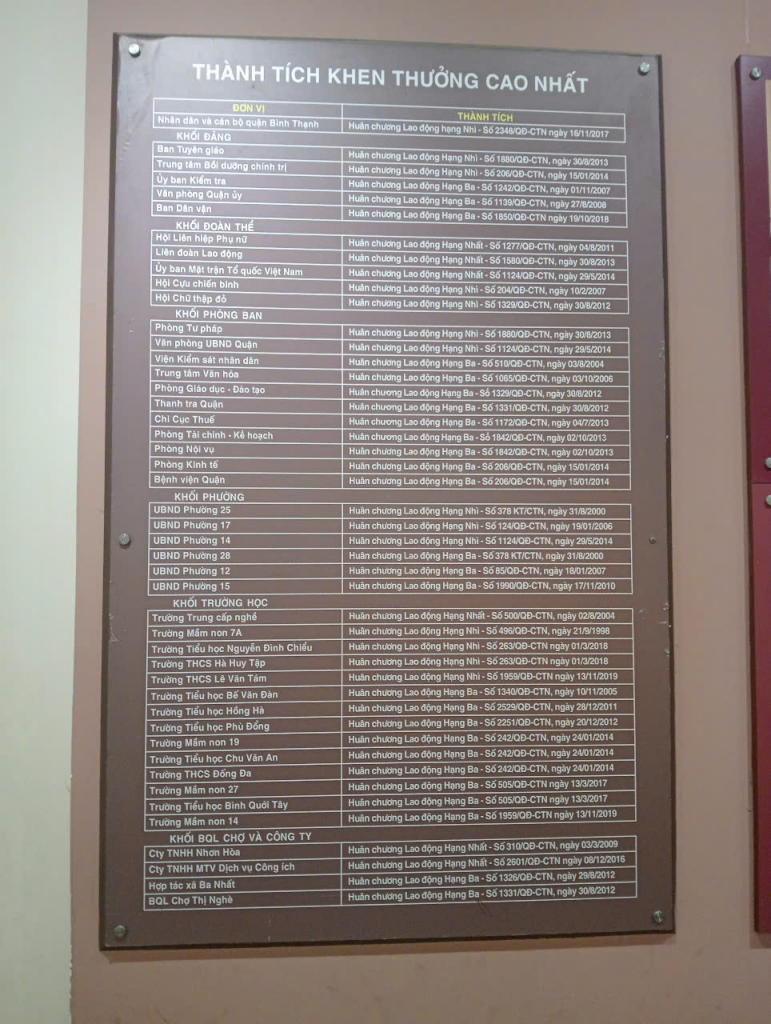 THÀNH TÍCH KHEN THƯỞNG CAO NHẤT
ĐƠN VỊ THÀNH TÍCH
Nhân dân và cán bộ quận Bình Thạnh Huân chương Lao động hạng Nhì - Số 2348/QĐ-CTN ngày 16/11/2017
KHỐI ĐẢNG
Ban Tuyên giáo Huân chương Lao động Hạng Nhì - Số 1880/QĐ-CTN, ngày 30/8/2013
Trung tâm Bồi dưỡng chính trị Huân chương Lao động Hạng Nhì - Số 206/QĐ-CTN, ngày 15/01/2014
Ủy ban Kiểm tra Huân chương Lao động Hạng Ba - Số 1242/QĐ-CTN, ngày 01/11/2007
Văn phòng Quận ủy Huân chương Lao động Hạng Ba - Số 1139/QĐ-CTN, ngày 27/8/2008
Ban Dân vận Huân chương Lao động Hạng Ba - Số 1850/QĐ-CTN ngày 19/10/2018
KHỐI ĐOÀN THỂ
Hội Liên hiệp Phụ nữ Huân chương Lao động Hạng Nhất - Số 1277/QĐ-CTN, ngày 04/8/2011
Liên đoàn Lao động Huân chương Lao động Hạng Nhất - Số 1580/QĐ-CTN, ngày 30/8/2013
Ủy ban Mặt trận Tổ quốc Việt Nam Huân chương Lao động Hạng Nhất - Số 1124/QĐ-CTN, ngày 29/5/2014
Hội Cựu chiến binh Huân chương Lao động Hạng Nhì - Số 204/QĐ-CTN, ngày 10/2/2007
Hội Chữ thập đỏ Huân chương Lao động Hạng Nhì - Số 1329/QĐ-CTN, ngày 30/8/2012
KHỐI PHÒNG BAN
Phòng Tư pháp Huân chương Lao động Hạng Nhì - Số 1880/QĐ-CTN, ngày 30/8/2013
Văn phòng UBND Quận Huân chương Lao động Hạng Nhì - Số 1124/QĐ-CTN, ngày 29/5/2014
Viện Kiểm sát nhân dân Huân chương Lao động Hạng Ba - Số 510/QĐ-CTN, ngày 03/8/2004
Trung tâm Văn hóa Huân chương Lao động Hạng Ba - Số 1065/QĐ-CTN, ngày 03/10/2006
Phòng Giáo dục - Đào tạo Huân chương Lao động Hạng Ba - Số 1329/QĐ-CTN, ngày 30/8/2012
Thanh tra Quận Huân chương Lao động Hạng Ba - Số 1331/QĐ-CTN, ngày 30/8/2012
Chi Cục Thuế Huân chương Lao động Hạng Ba - Số 1172/QĐ-CTN, ngày 04/7/2013
Phòng Tài chính - Kế hoạch Huân chương Lao động Hạng Ba - Số 1842/QĐ-CTN, ngày 02/10/2013
Phòng Nội vụ Huân chương Lao động Hạng Ba - Số 1842/QĐ-CTN, ngày 02/10/2013
Phòng Kinh tế Huân chương Lao động Hạng Ba - Số 206/QĐ-CTN, ngày 15/01/2014
Bệnh viện Quận Huân chương Lao động Hạng Ba - Số 206/QĐ-CTN, ngày 15/01/2014
KHỐI PHƯỜNG
UBND Phường 25 Huân chương Lao động Hạng Nhì - Số 378 KT/CTN, ngày 31/8/2000
UBND Phường 17 Huân chương Lao động Hạng Nhì - Số 124/QĐ-CTN, ngày 19/01/2006
UBND Phường 14 Huân chương Lao động Hạng Nhì - Số 1124/QĐ-CTN, ngày 29/5/2014
UBND Phường 28 Huân chương Lao động Hạng Ba - Số 378 KT/CTN, ngày 31/8/2000
UBND Phường 12 Huân chương Lao động Hạng Ba - Số 85/QĐ-CTN, ngày 18/01/2007
UBND Phường 15 Huân chương Lao động Hạng Ba - Số 1990/QĐ-CTN, ngày 17/11/2010
KHỐI TRƯỜNG HỌC
Trường Trung cấp nghề Huân chương Lao động Hạng Nhất - Số 500/QĐ-CTN, ngày 02/8/2004
Trường Mầm non 7A Huân chương Lao động Hạng Nhì - Số 496/QĐ-CTN, ngày 21/9/1998
Trường Tiểu học Nguyễn Đình Chiểu Huân chương Lao động Hạng Nhì - Số 263/QĐ-CTN ngày 01/3/2018
Trường THCS Hà Huy Tập Huân chương Lao động Hạng Nhì - Số 263/QĐ-CTN ngày 01/3/2018
Trường THCS Lê Văn Tám Huân chương Lao động Hạng Nhì - Số 1959/QĐ-CTN ngày 13/11/2019
Trường Tiểu học Bế Văn Đàn Huân chương Lao động Hạng Ba - Số 1340/QĐ-CTN, ngày 10/11/2005
Trường Tiểu học Hồng Hà Huân chương Lao động Hạng Ba - Số 2529/QĐ-CTN, ngày 28/12/2011
Trường Tiểu học Phù Đổng Huân chương Lao động Hạng Ba - Số 2251/QĐ-CTN, ngày 20/12/2012
Trường Mầm non 19 Huân chương Lao động Hạng Ba - Số 242/QĐ-CTN, ngày 24/01/2014
Trường Tiểu học Chu Văn An Huân chương Lao động Hạng Ba - Số 242/QĐ-CTN, ngày 24/01/2014
Trường THCS Đống Đa Huân chương Lao động Hạng Ba - Số 242/QĐ-CTN, ngày 24/01/2014
Trường Mầm non 27 Huân chương Lao động Hạng Ba - Số 505/QĐ-CTN, ngày 13/3/2017
Trường Tiểu học Bình Quới Tây Huân chương Lao động Hạng Ba - Số 505/QĐ-CTN, ngày 13/3/2017
Trường Mầm non 14 Huân chương Lao động Hạng Ba - Số 1959/QĐ-CTN, ngày 13/11/2019
KHỐI BQL CHỢ VÀ CÔNG TY
Cty TNHH Nhơn Hòa Huân chương Lao động Hạng Nhất - Số 310/QĐ-CTN, ngày 03/3/2009
Cty TNHH MTV Dịch vụ Công ích Huân chương Lao động Hạng Nhất - Số 2601/QĐ-CTN ngày 08/12/2016
Hợp tác xã Ba Nhất Huân chương Lao động Hạng Ba - Số 1326/QĐ-CTN, ngày 29/8/2012
BQL Chợ Thị Nghè Huân chương Lao động Hạng Ba - Số 1331/QĐ-CTN, ngày 30/8/2012